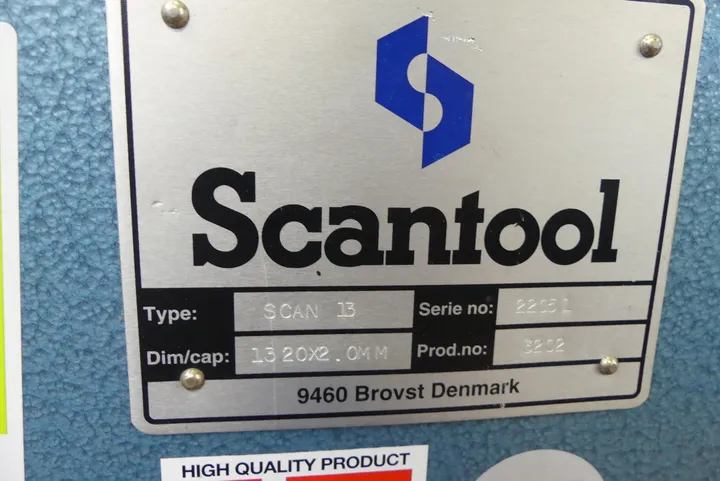 Scantool
Type: SCAN 13 Serie no:
Dim/cap: 1320X2.0MM Prod.no:
9460 Brovst Denmark
HIGH QUALITY PRODUCT